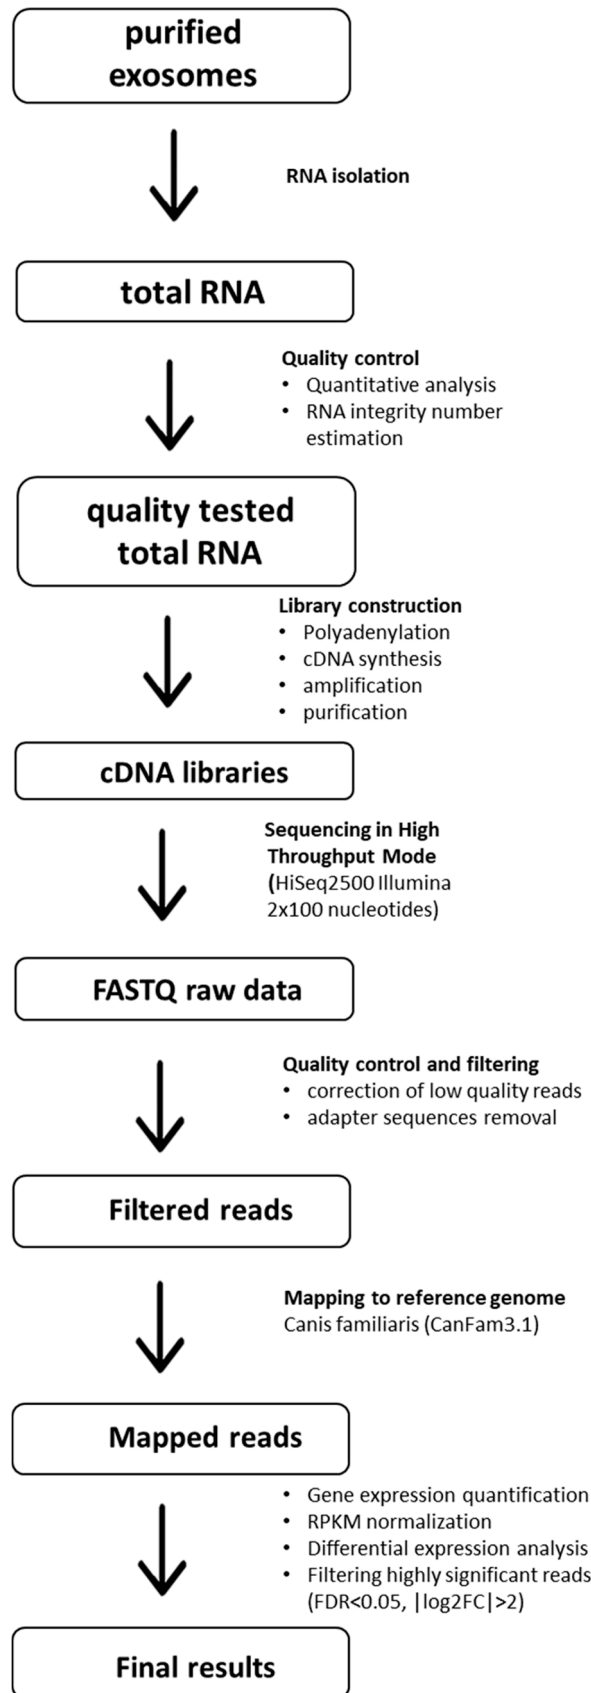 purified
exosomes
RNA isolation
total RNA
Quality control
• Quantitative analysis
• RNA integrity number
estimation
quality tested
total RNA
Library construction
• Polyadenylation
• cDNA synthesis
• amplification
• purification
cDNA libraries
Sequencing in High
Throughput Mode
(HiSeq2500 Illumina
2x100 nucleotides)
FASTQ raw data
Quality control and filtering
• correction of low quality reads
• adapter sequences removal
Filtered reads
Mapping to reference genome
Canis familiaris (CanFam3.1)
Mapped reads
• Gene expression quantification
• RPKM normalization
• Differential expression analysis
• Filtering highly significant reads
(FDR<0.05, |log2FC|>2)
Final results